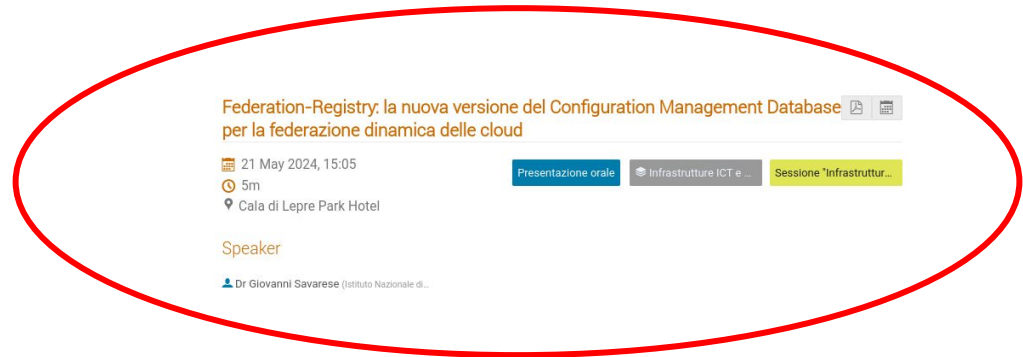 Federation-Registry: la nuova versione del Configuration Management Database
per la federazione dinamica delle cloud
21 May 2024, 15:05
5m
Cala di Lepre Park Hotel
Presentazione orale
Infrastrutture ICT e ...
Sessione "Infrastruttur...
Speaker
Dr Giovanni Savarese (Istituto Nazionale di...